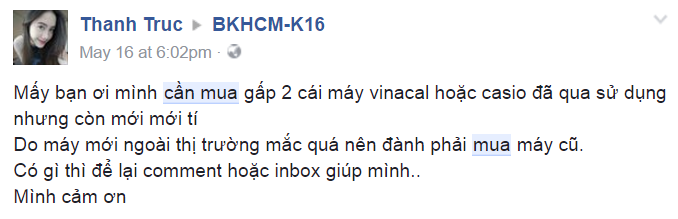 Thanh Truc ▸ BKHCM-K16
May 16 at 6:02pm ·
Mấy bạn ơi mình cần mua gấp 2 cái máy vinacal hoặc casio đã qua sử dụng
nhưng còn mới mới tí
Do máy mới ngoài thị trường mắc quá nên đành phải mua máy cũ.
Có gì thì để lại comment hoặc inbox giúp mình..
Mình cảm ơn